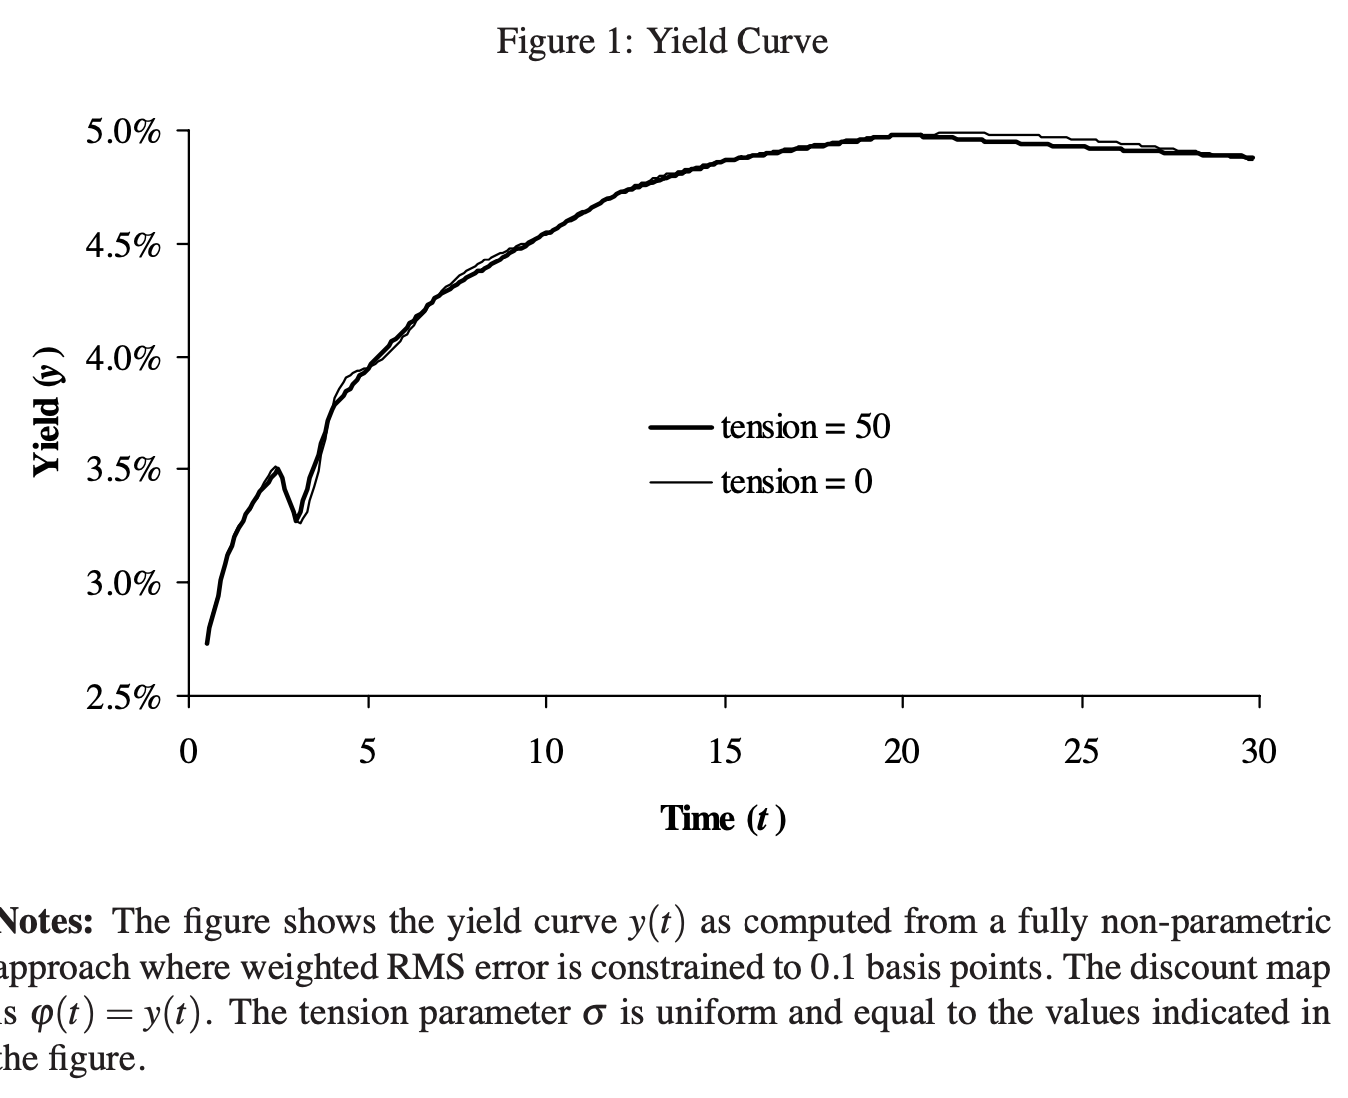 Figure 1: Yield Curve
5.0%
4.5%
4.0%
3.5%
3.0%
2.5%
Yield (y)
tension = 50
tension = 0
0 5 10 15 20 25 30
Time (t)
Notes: The figure shows the yield curve y(t) as computed from a fully non-parametric
approach where weighted RMS error is constrained to 0.1 basis points. The discount map
is φ(t) = y(t). The tension parameter σ is uniform and equal to the values indicated in
the figure.